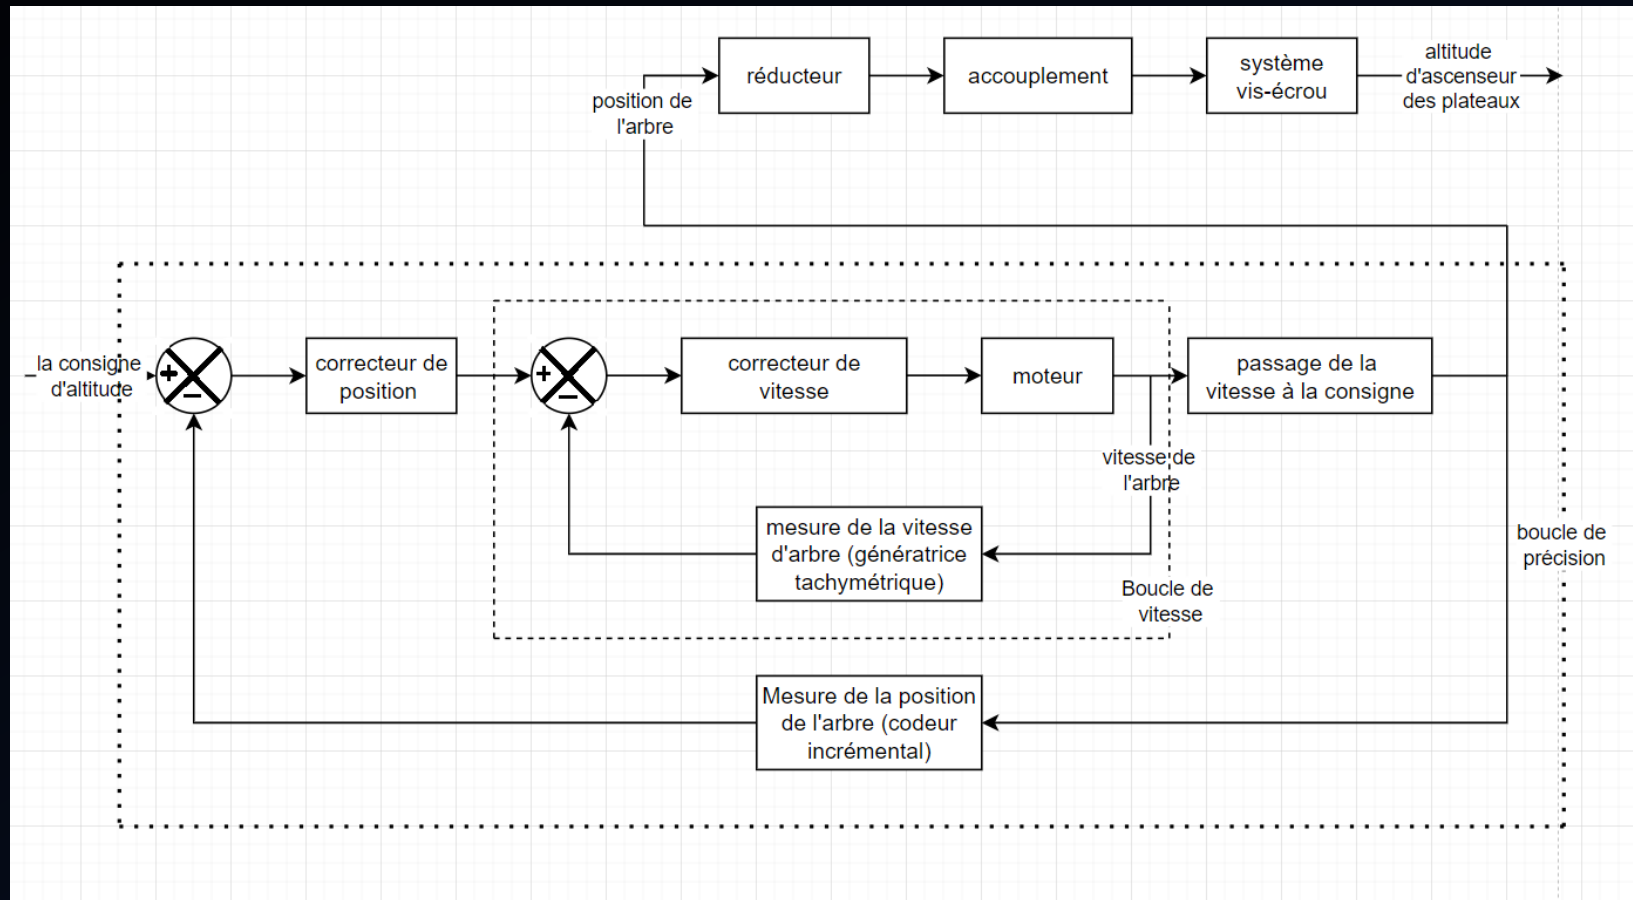 réducteur
accouplement
système
vis-écrou
altitude
d'ascenseur
des plateaux
position de
l'arbre
la consigne
d'altitude
+
−
correcteur de
position
+
−
correcteur de
vitesse
moteur
passage de la
vitesse à la consigne
vitesse de
l'arbre
mesure de la vitesse
d'arbre (génératrice
tachymétrique)
Boucle de
vitesse
boucle de
précision
Mesure de la position
de l'arbre (codeur
incrémental)